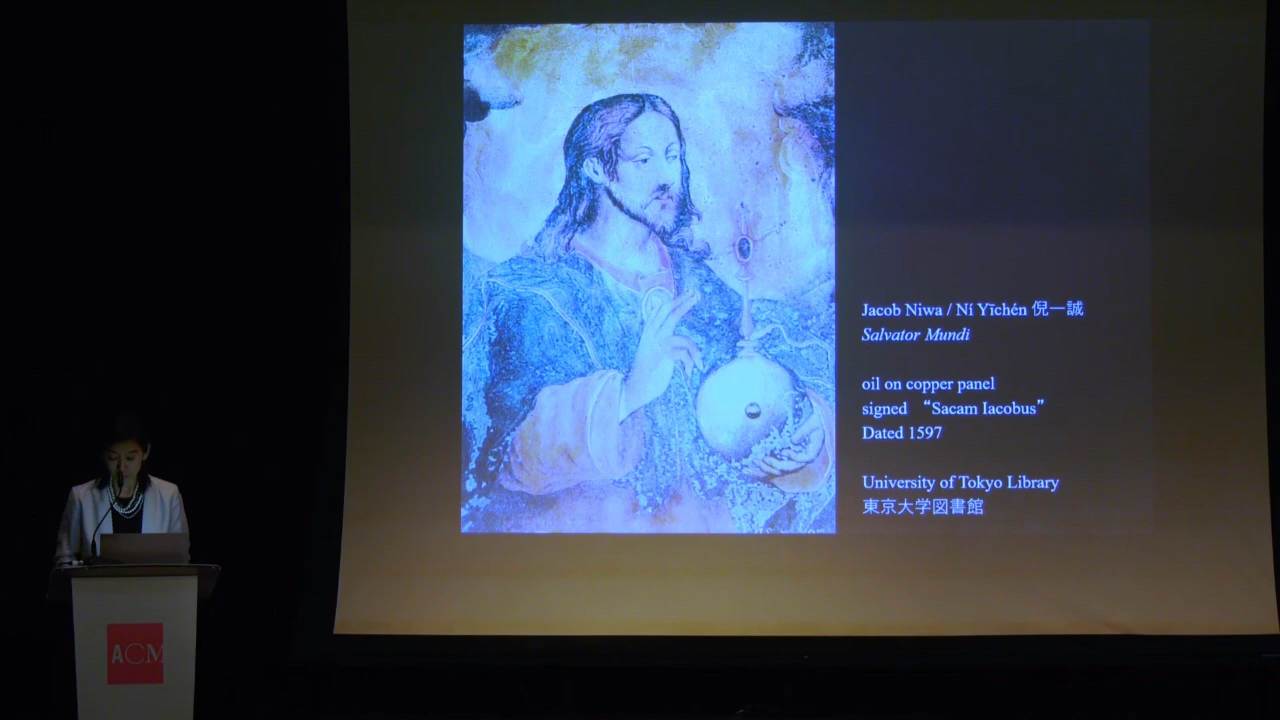 Jacob Niwa / Ní Yīchén 倪一誠
Salvator Mundi
oil on copper panel
signed “Sacam Iacobus”
Dated 1597
University of Tokyo Library
東京大学図書館
ACM